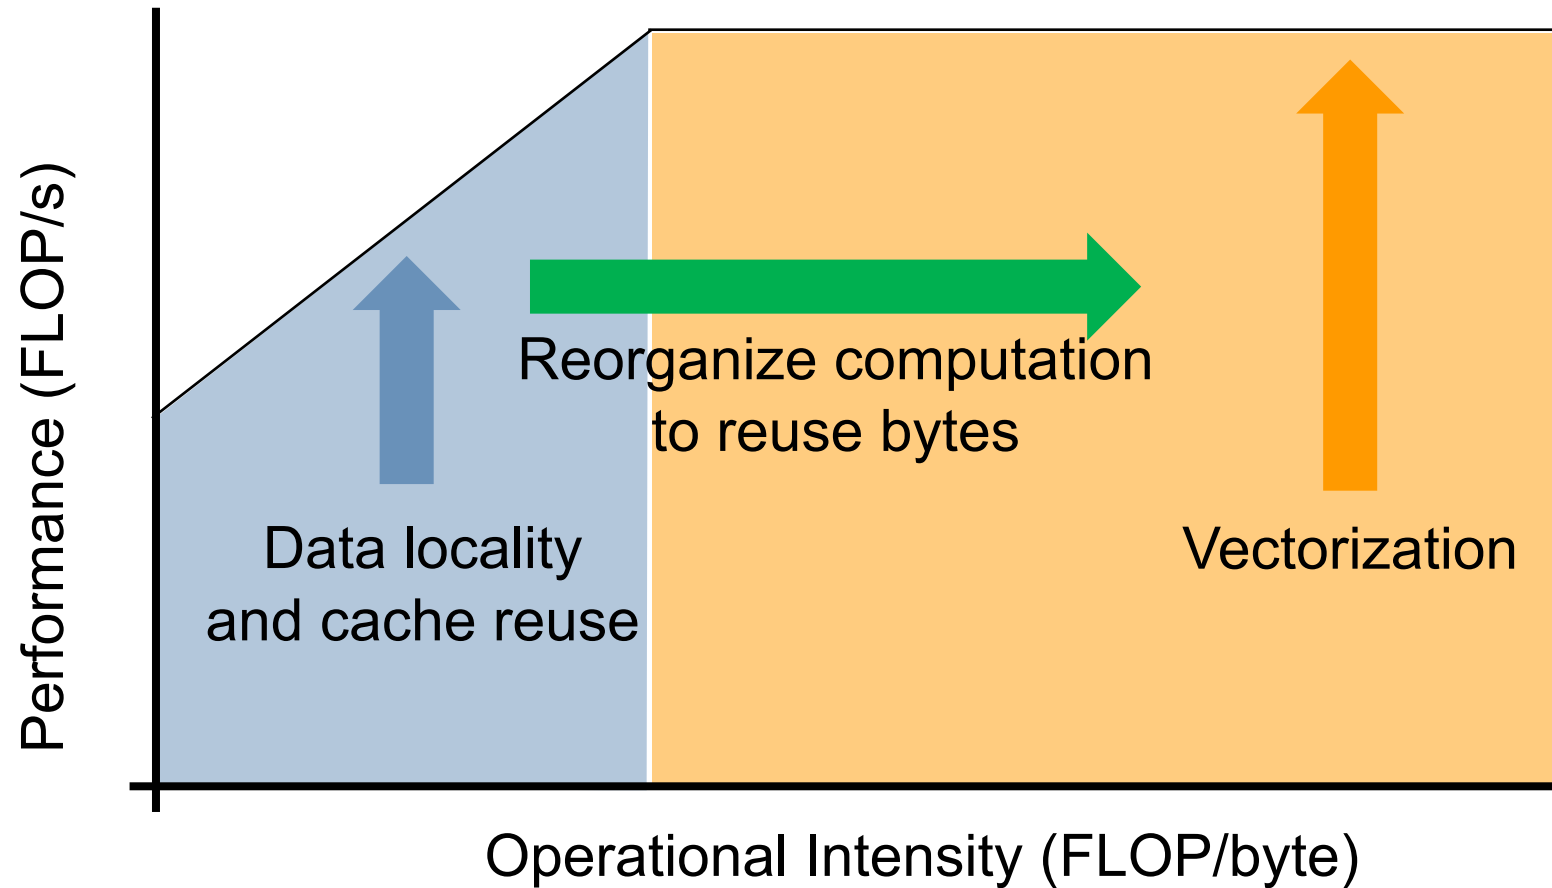 Performance (FLOP/s)
Reorganize computation
to reuse bytes
Data locality
and cache reuse
Vectorization
Operational Intensity (FLOP/byte)